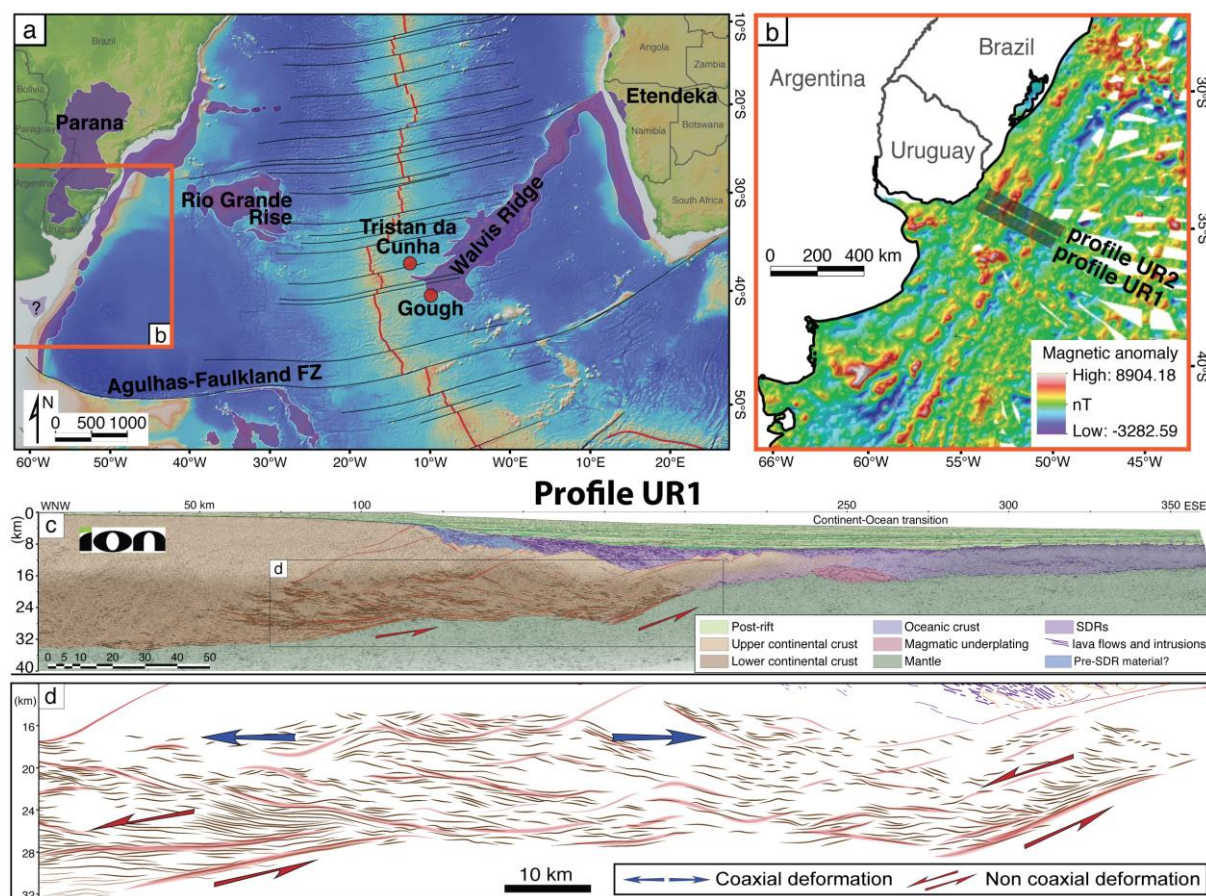 a
Brazil
Bolivia
Parana
Paraguay
Argentina
Uruguay
?
b
Rio Grande
Rise
Tristan da
Cunha
Gough
Walvis Ridge
Etendeka
Angola
Zambia
Namibia
Botswana
South Africa
Agulhas-Faulkland FZ
N
km
0 500 1000
60°W 50°W 40°W 30°W 20°W 10°W W0°E 10°E 20°E
10°S
20°S
30°S
40°S
50°S
b
Brazil
Argentina
Uruguay
km
0 200 400
profile UR2
profile UR1
Magnetic anomaly
High: 8904.18
nT
Low: -3282.59
66°W 60°W 55°W 50°W 45°W
30°S
35°S
40°S
Profile UR1
WNW 50 km 100 250 300 350 ESE
Continent-Ocean transition
c
ion
d
(km)
0
8
16
24
32
40
0 5 10 20 30 40 50
Post-rift
Upper continental crust
Lower continental crust
Oceanic crust
Magmatic underplating
Mantle
SDRs
lava flows and intrusions
Pre-SDR material?
d
(km)
16
20
24
28
32
10 km
Coaxial deformation
Non coaxial deformation